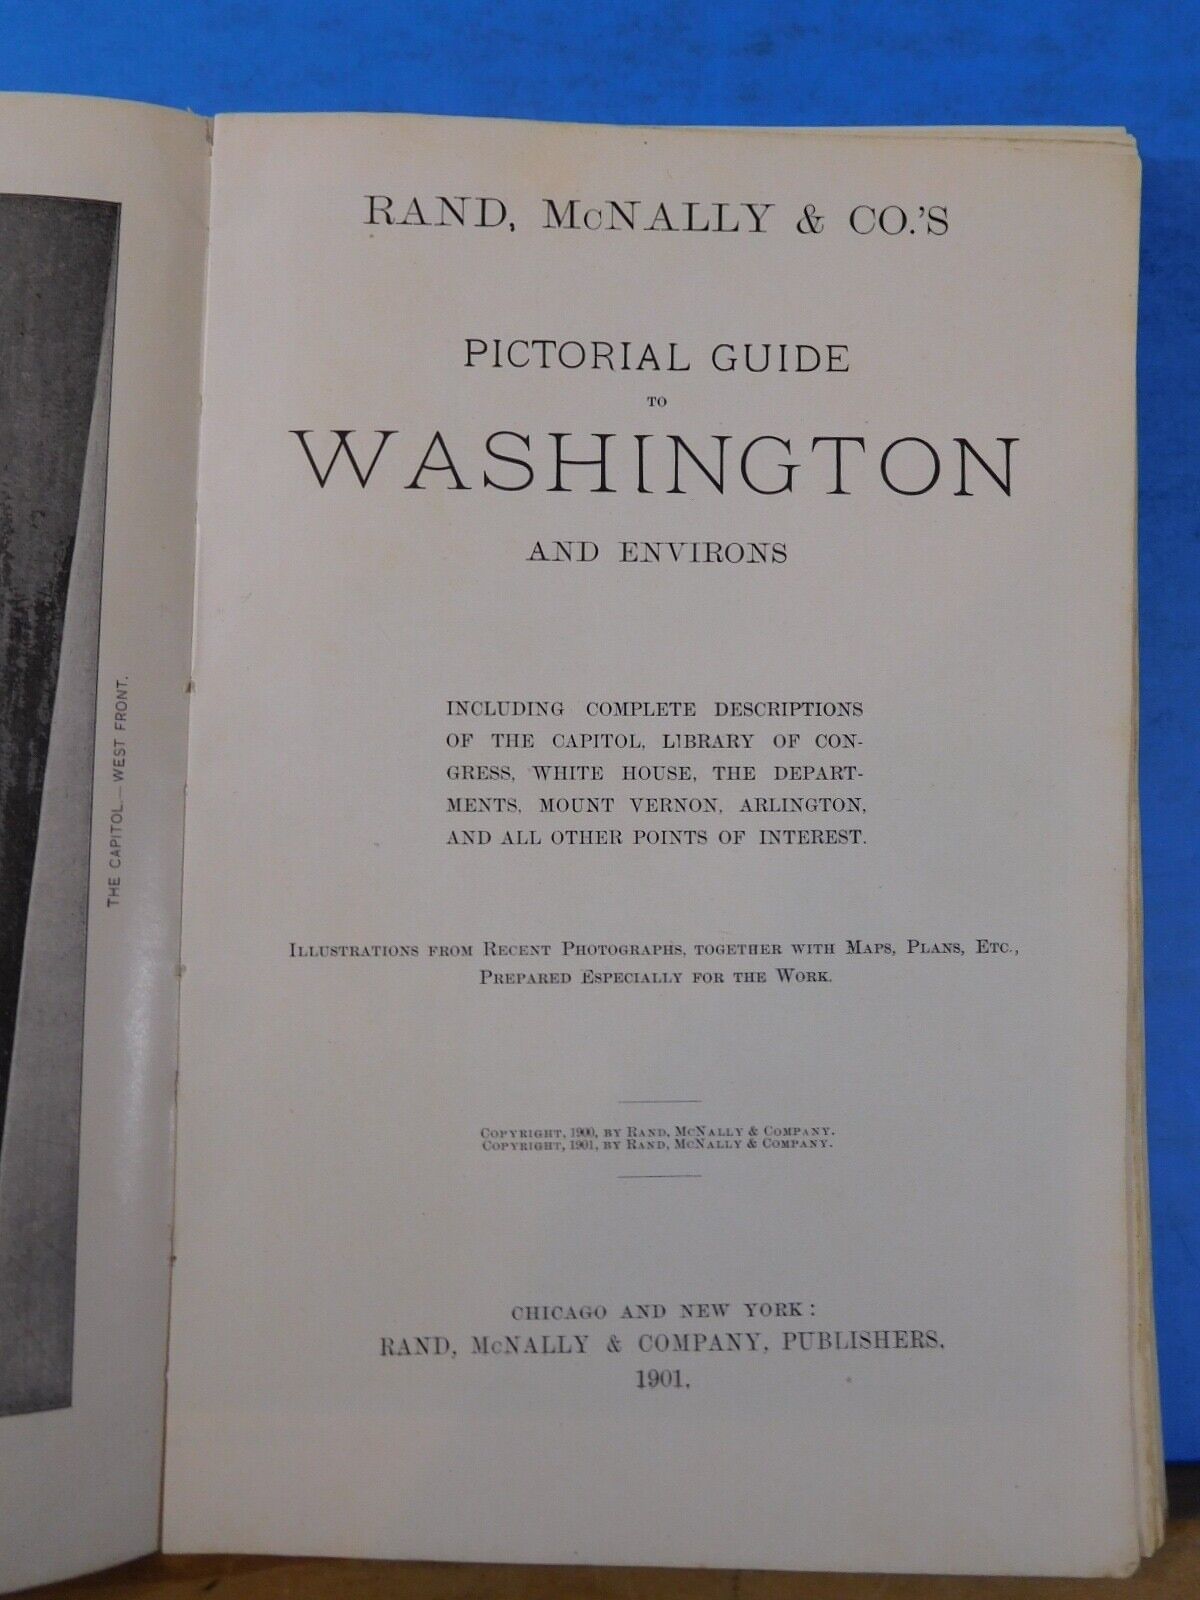 THE CAPITOL.—WEST FRONT.
RAND, McNALLY & CO.'S
PICTORIAL GUIDE
TO
WASHINGTON
AND ENVIRONS
INCLUDING COMPLETE DESCRIPTIONS
OF THE CAPITOL, LIBRARY OF CON-
GRESS, WHITE HOUSE, THE DEPART-
MENTS, MOUNT VERNON, ARLINGTON,
AND ALL OTHER POINTS OF INTEREST.
ILLUSTRATIONS FROM RECENT PHOTOGRAPHS, TOGETHER WITH MAPS, PLANS, ETC.,
PREPARED ESPECIALLY FOR THE WORK.
COPYRIGHT, 1900, BY RAND, MCNALLY & COMPANY.
COPYRIGHT, 1901, BY RAND, MCNALLY & COMPANY.
CHICAGO AND NEW YORK:
RAND, McNALLY & COMPANY, PUBLISHERS.
1901.